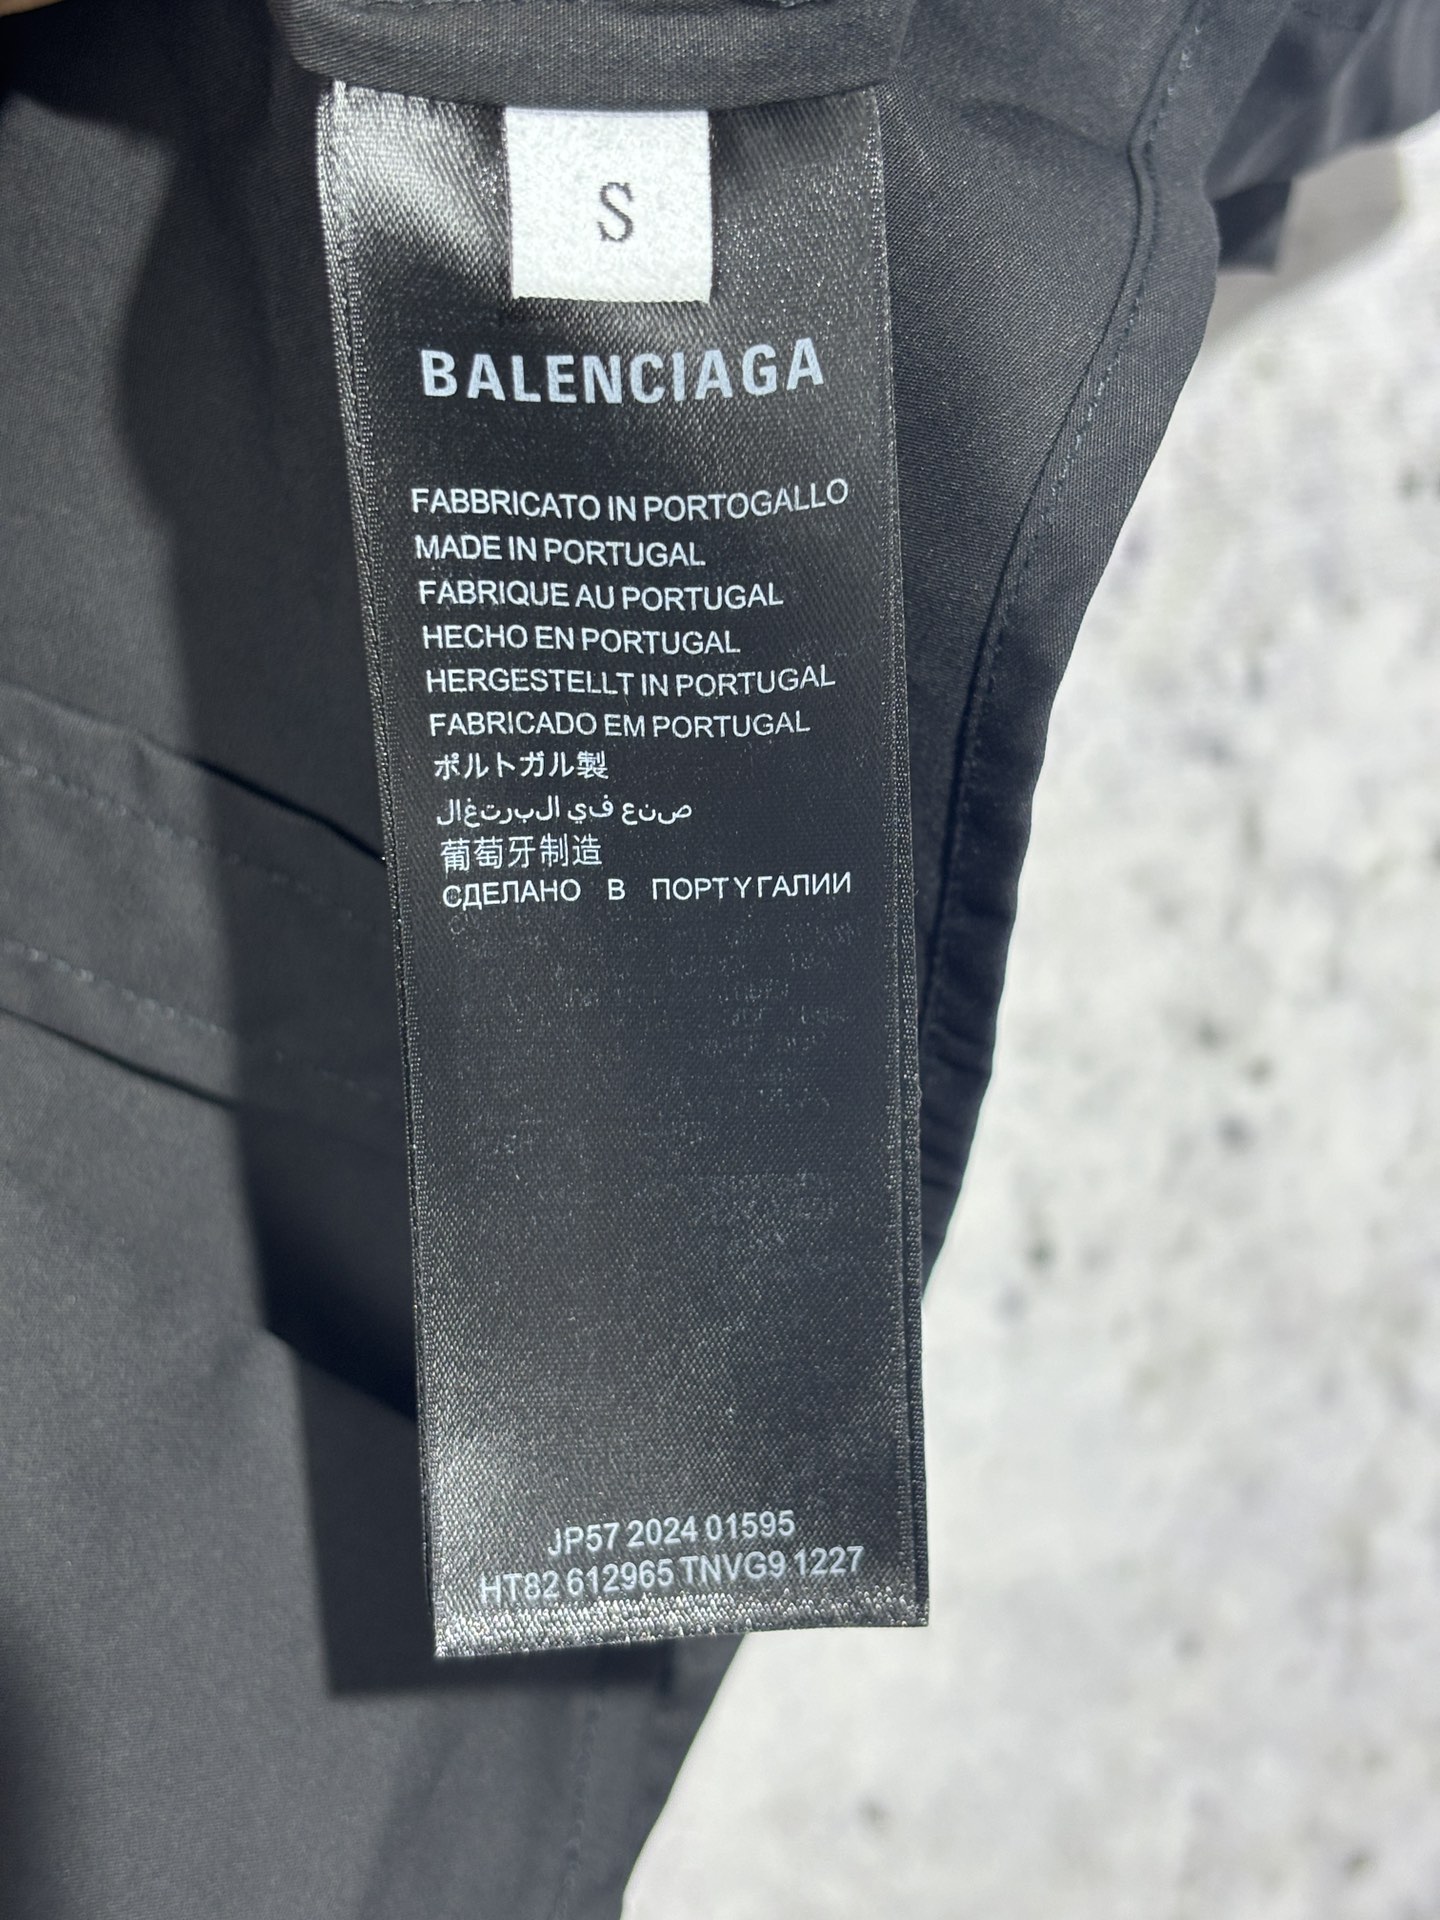 S
BALENCIAGA
FABBRICATO IN PORTOGALLO
MADE IN PORTUGAL
FABRIQUE AU PORTUGAL
HECHO EN PORTUGAL
HERGESTELLT IN PORTUGAL
FABRICADO EM PORTUGAL
ポルトガル製
صنع في البرتغال
葡萄牙制造
СДЕЛАНО В ПОРТУГАЛИИ
JP57 2024 01595
HT82 612965 TNVG9 1227